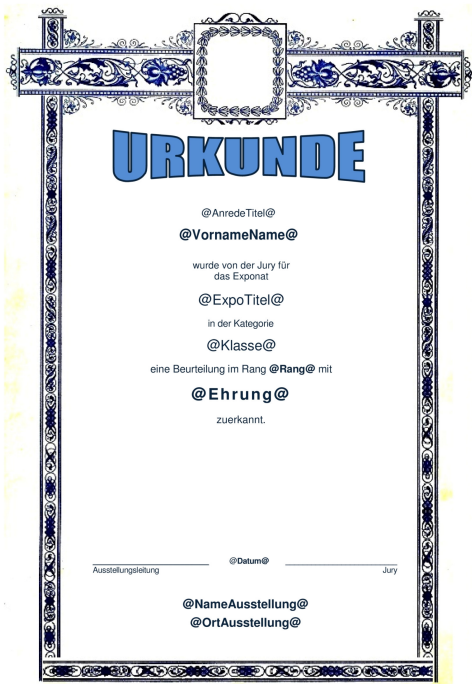 URKUNDE
@AnredeTitel@
@VornameName@
wurde von der Jury für
das Exponat
@ExpoTitel@
in der Kategorie
@Klasse@
eine Beurteilung im Rang @Rang@ mit
@Ehrung@
zuerkannt.
@Datum@
Ausstellungsleitung Jury
@NameAusstellung@
@OrtAusstellung@